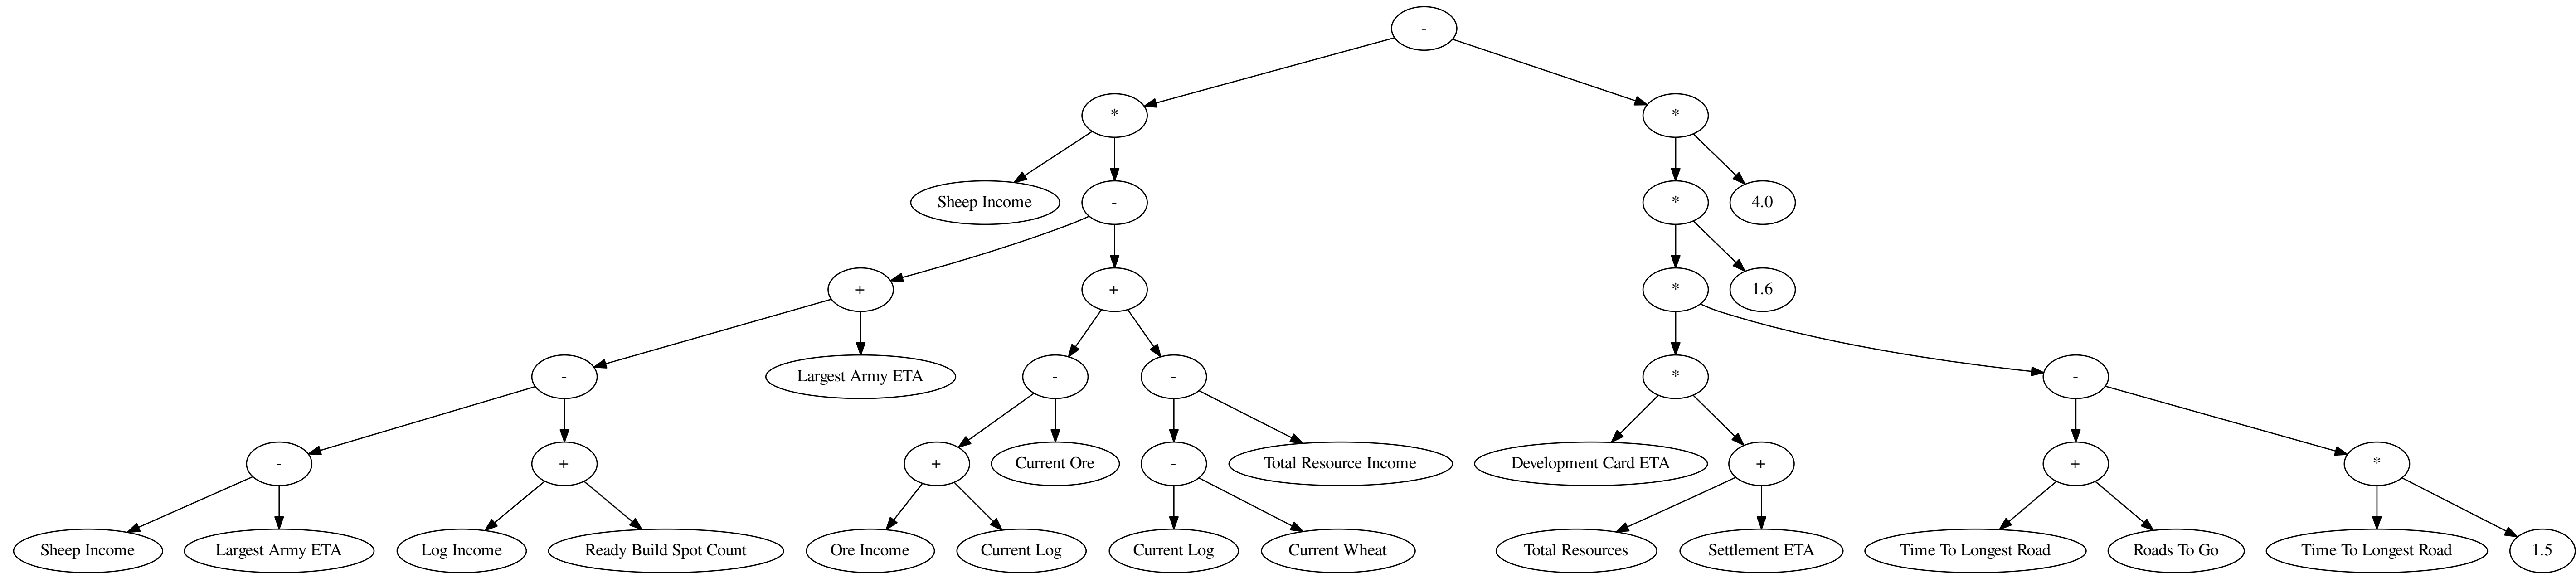 -
* *
Sheep Income - * 4.0
+ + * 1.6
- Largest Army ETA - - * -
- + + Current Ore - Total Resource Income Development Card ETA + + *
Sheep Income Largest Army ETA Log Income Ready Build Spot Count Ore Income Current Log Current Log Current Wheat Total Resources Settlement ETA Time To Longest Road Roads To Go Time To Longest Road 1.5